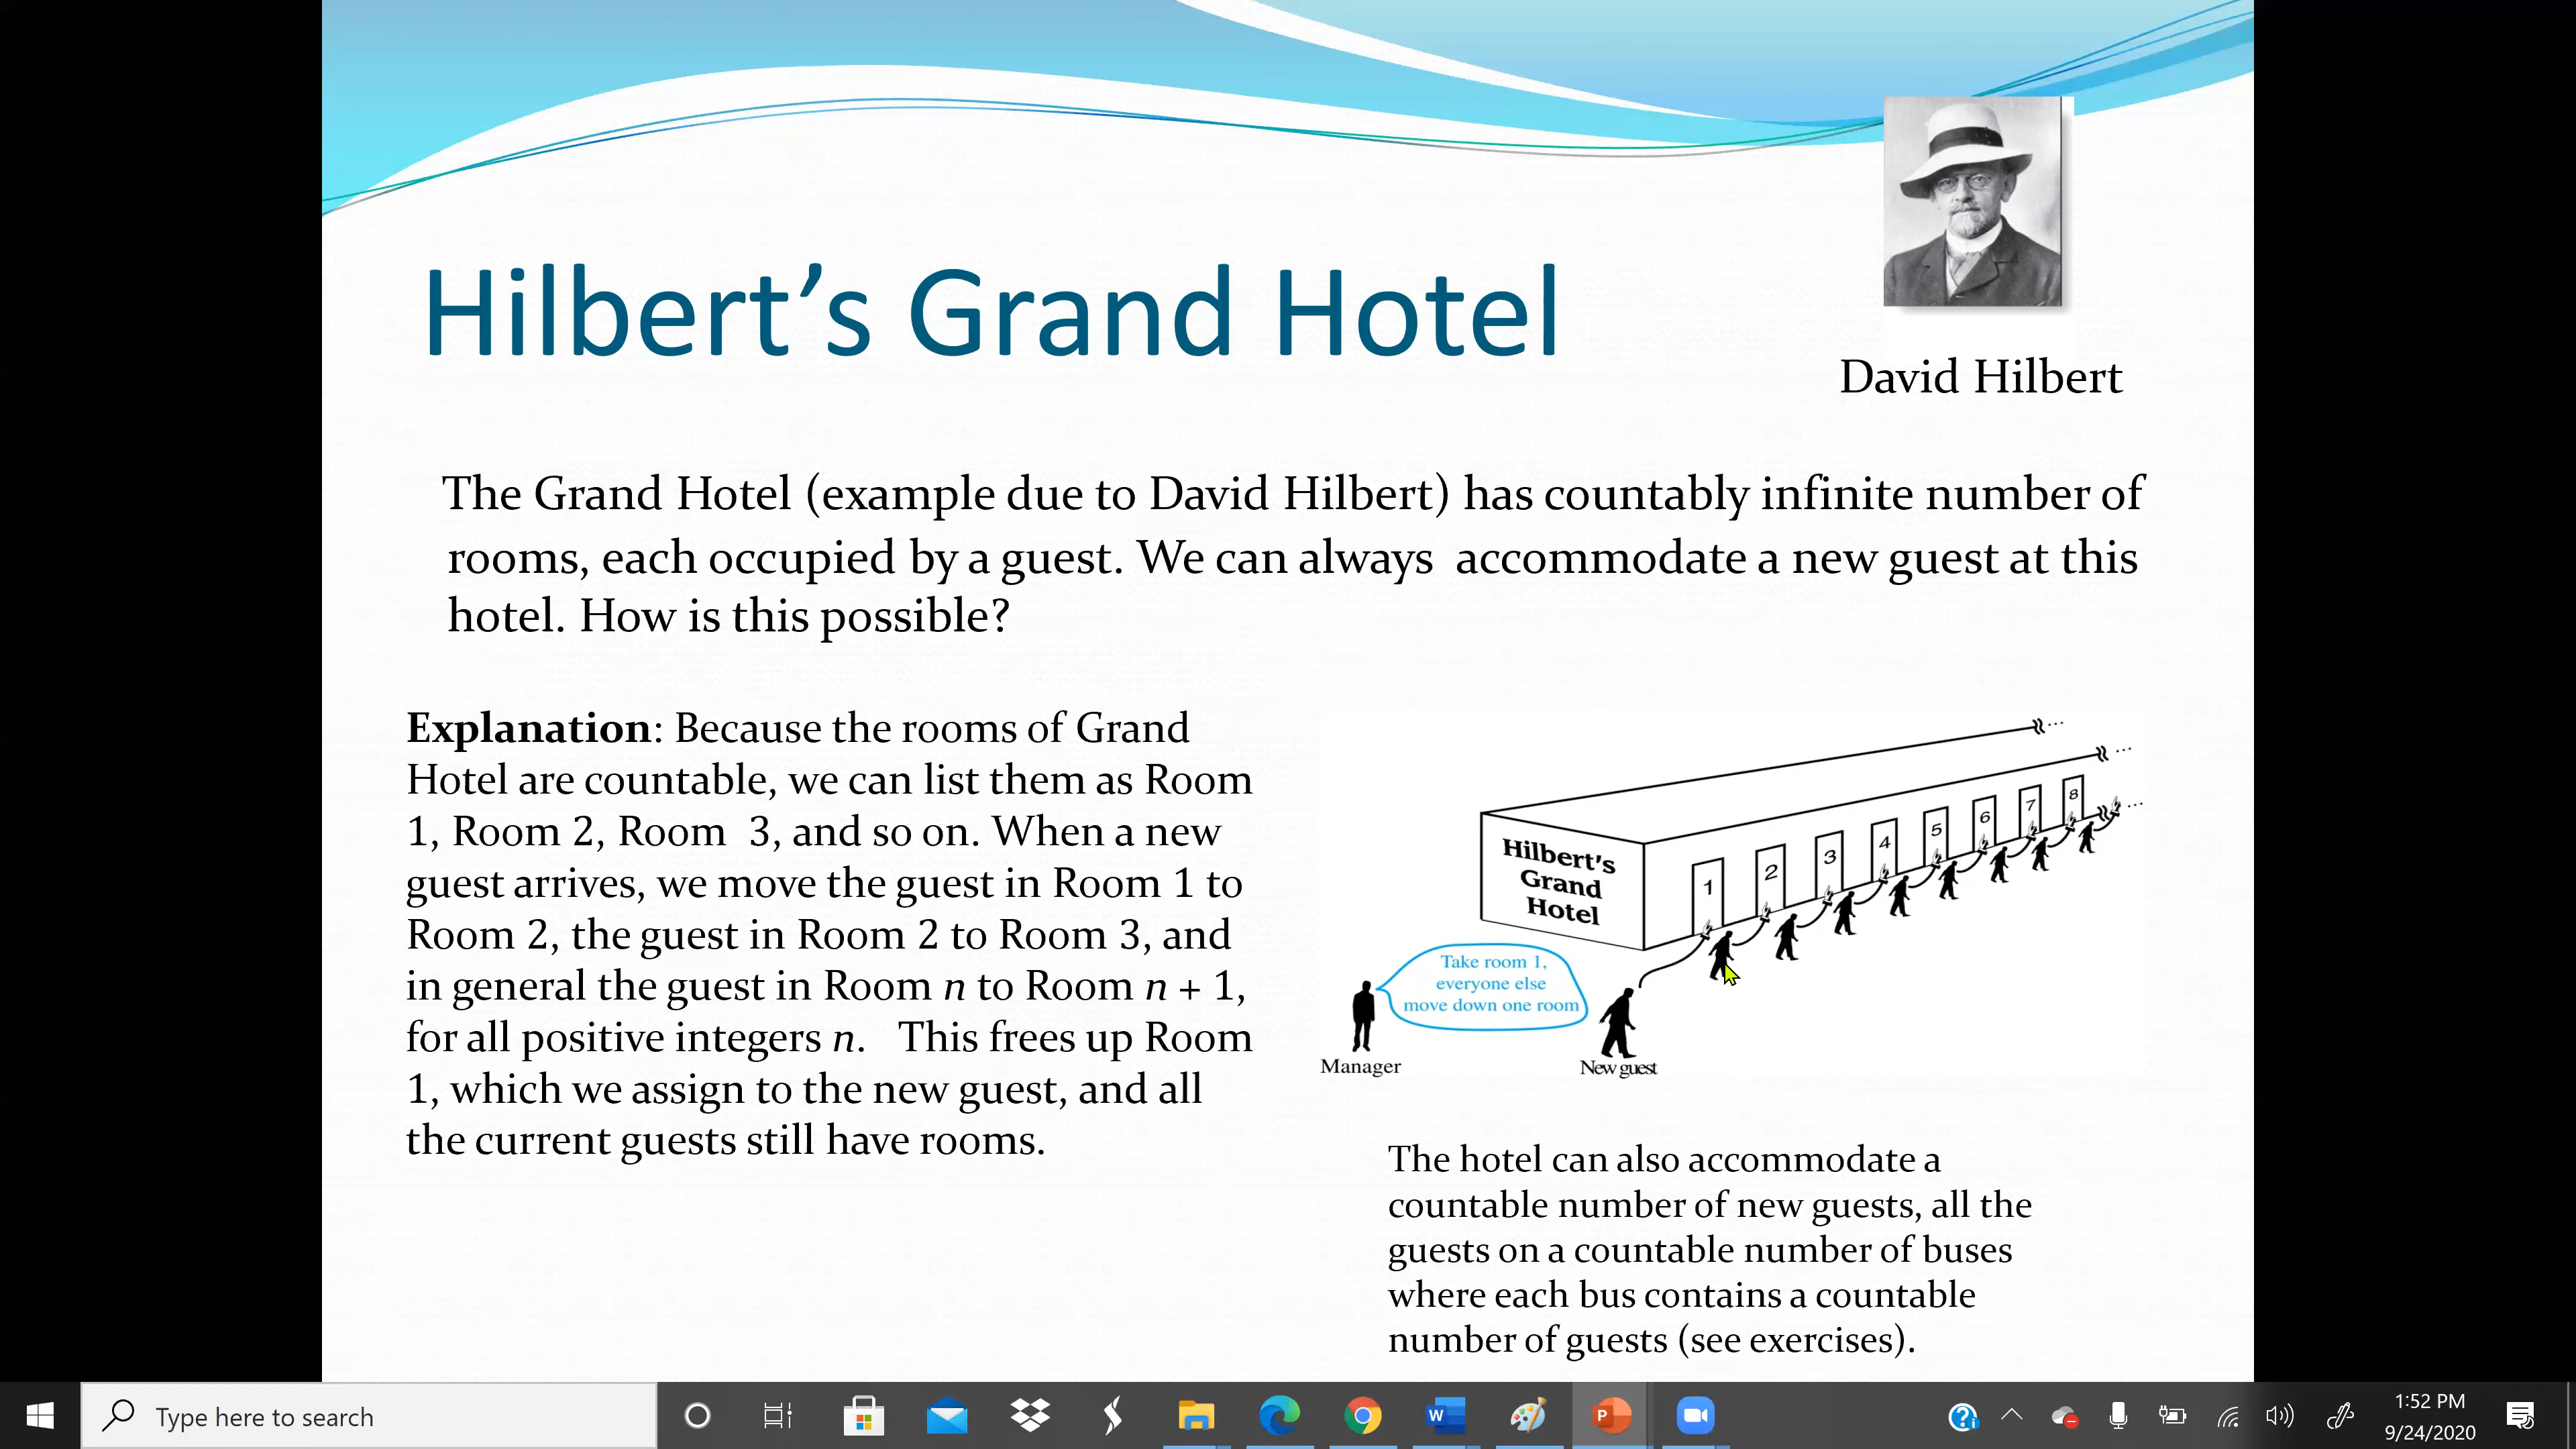 Hilbert’s Grand Hotel
David Hilbert
The Grand Hotel (example due to David Hilbert) has countably infinite number of
rooms, each occupied by a guest. We can always accommodate a new guest at this
hotel. How is this possible?
Explanation: Because the rooms of Grand
Hotel are countable, we can list them as Room
1, Room 2, Room 3, and so on. When a new
guest arrives, we move the guest in Room 1 to
Room 2, the guest in Room 2 to Room 3, and
in general the guest in Room n to Room n + 1,
for all positive integers n. This frees up Room
1, which we assign to the new guest, and all
the current guests still have rooms.
...
...
...
Hilbert's
Grand
Hotel
1 2 3 4 5 6 7 8
Take room 1,
everyone else
move down one room
Manager
New guest
The hotel can also accommodate a
countable number of new guests, all the
guests on a countable number of buses
where each bus contains a countable
number of guests (see exercises).
Type here to search
1:52 PM
9/24/2020